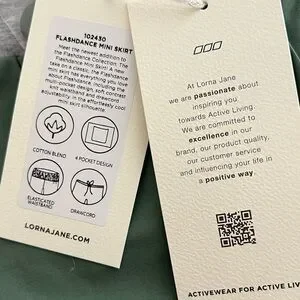 102430
FLASHDANCE MINI SKIRT
Meet the newest addition to
the Flashdance Collection: The
Flashdance Mini Skirt! A new
take on a classic, the Flashdance
mini skirt has everything you know
and love, including the
multi-pocket design, soft cotton
knit waistband and drawcord
adjustability, in the effortlessly cool
mini skirt silhouette.
COTTON BLEND
4 POCKET DESIGN
ELASTICATED
WAISTBAND
DRAWCORD
LORNAJANE.COM
At Lorna Jane
we are passionate about
inspiring you
towards Active Living
We are committed to
excellence in our
brand, our product quality,
our customer service
and influencing your life in
a positive way.
ACTIVEWEAR FOR ACTIVE LIV